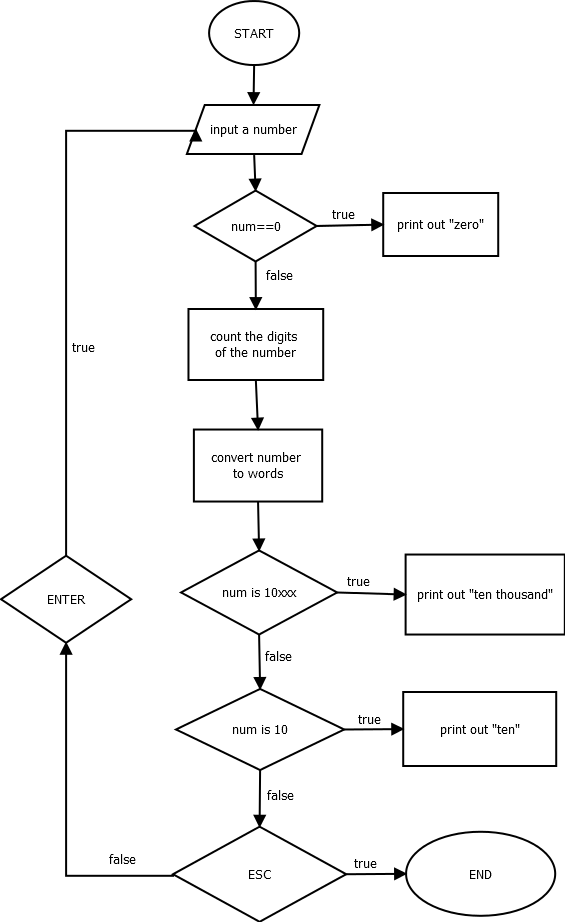 START
input a number
num==0
true
print out "zero"
false
count the digits
of the number
true
convert number
to words
num is 10xxx
true
print out "ten thousand"
ENTER
false
num is 10
true
print out "ten"
false
false
ESC
true
END